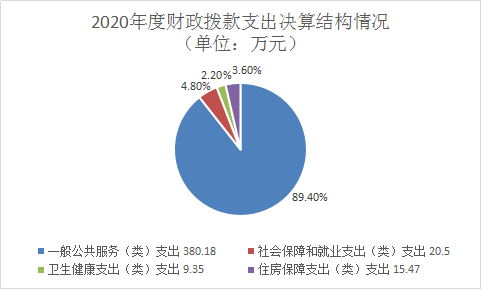 2020年度财政拨款支出决算结构情况
（单位：万元）
2.20%
3.60%
4.80%
89.40%
一般公共服务（类）支出 380.18
社会保障和就业支出（类）支出 20.5
卫生健康支出（类）支出 9.35
住房保障支出（类）支出 15.47